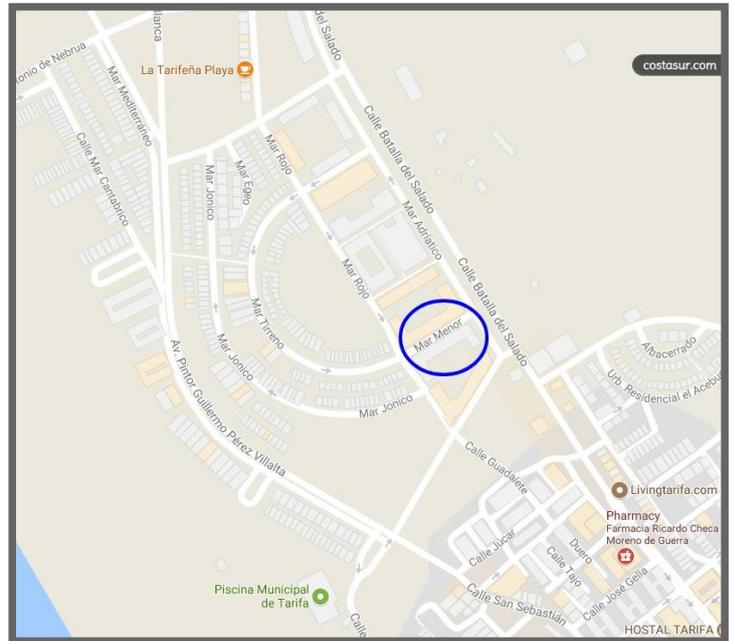 Blanca
del Salado
onio de Nebrua
Mar Mediterráneo
La Tarifeña Playa
costasur.com
Calle Mar Cantabrico
Mar Jonico
Mar Egeo
Mar Rojo
Calle Batalla del Salado
Mar Adriatico
Mar Rojo
Calle Batalla del Salado
Mar Tirreno
Mar Menor
Av. Pintor Guillermo Pérez Villalta
Mar Jonico
Mar Jonico
Albacerrado
Urb. Residencial el Acebu
Calle Guadalete
Livingtarifa.com
Pharmacy
Farmacia Ricardo Checa
Moreno de Guerra
Calle Júcar
Duero
Calle Tajo
Calle José Gella
Piscina Municipal
de Tarifa
Calle San Sebastián
Calle
HOSTAL TARIFA